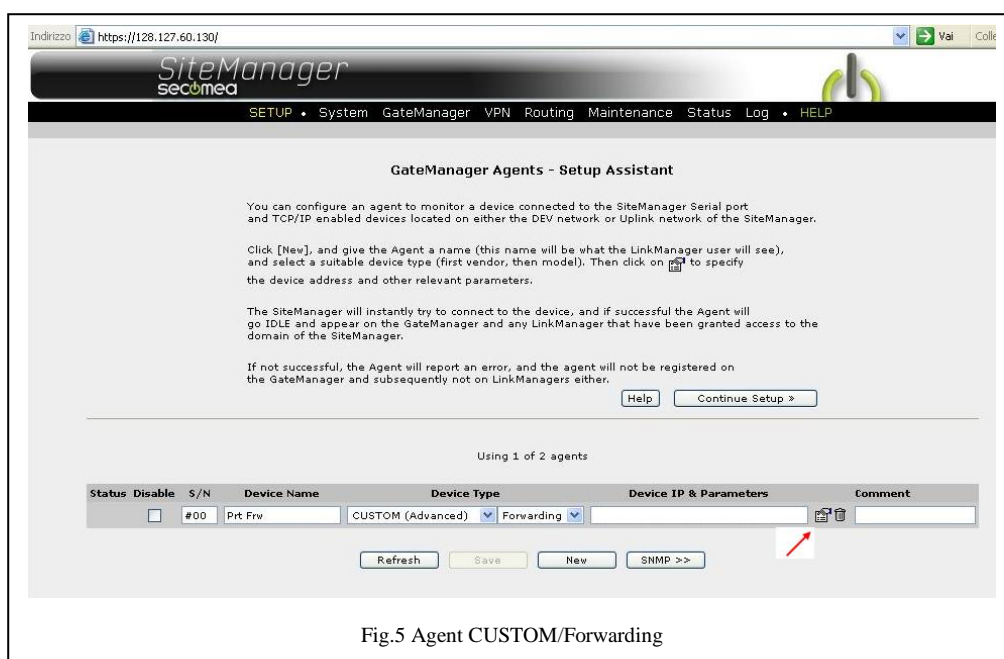 Indirizzo https://128.127.60.130/ Vai Colle
SiteManager
secomea
SETUP • System GateManager VPN Routing Maintenance Status Log • HELP
GateManager Agents - Setup Assistant
You can configure an agent to monitor a device connected to the SiteManager Serial port
and TCP/IP enabled devices located on either the DEV network or Uplink network of the SiteManager.
Click [New], and give the Agent a name (this name will be what the LinkManager user will see),
and select a suitable device type (first vendor, then model). Then click on to specify
the device address and other relevant parameters.
The SiteManager will instantly try to connect to the device, and if successful the Agent will
go IDLE and appear on the GateManager and any LinkManager that have been granted access to the
domain of the SiteManager.
If not successful, the Agent will report an error, and the agent will not be registered on
the GateManager and subsequently not on LinkManagers either.
Help Continue Setup »
Using 1 of 2 agents
Status Disable S/N Device Name Device Type Device IP & Parameters Comment
#00 Prt Frw CUSTOM (Advanced) Forwarding
Refresh Save New SNMP >>
Fig.5 Agent CUSTOM/Forwarding